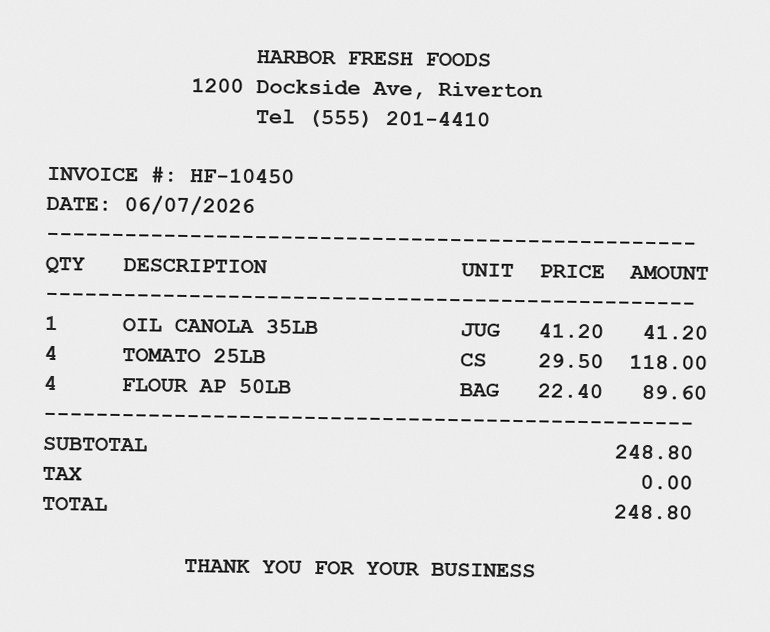 HARBOR FRESH FOODS
1200 Dockside Ave, Riverton
Tel (555) 201-4410
INVOICE #: HF-10450
DATE: 06/07/2026
--------------------------------------------------
QTY DESCRIPTION UNIT PRICE AMOUNT
--------------------------------------------------
1 OIL CANOLA 35LB JUG 41.20 41.20
4 TOMATO 25LB CS 29.50 118.00
4 FLOUR AP 50LB BAG 22.40 89.60
--------------------------------------------------
SUBTOTAL 248.80
TAX 0.00
TOTAL 248.80
THANK YOU FOR YOUR BUSINESS